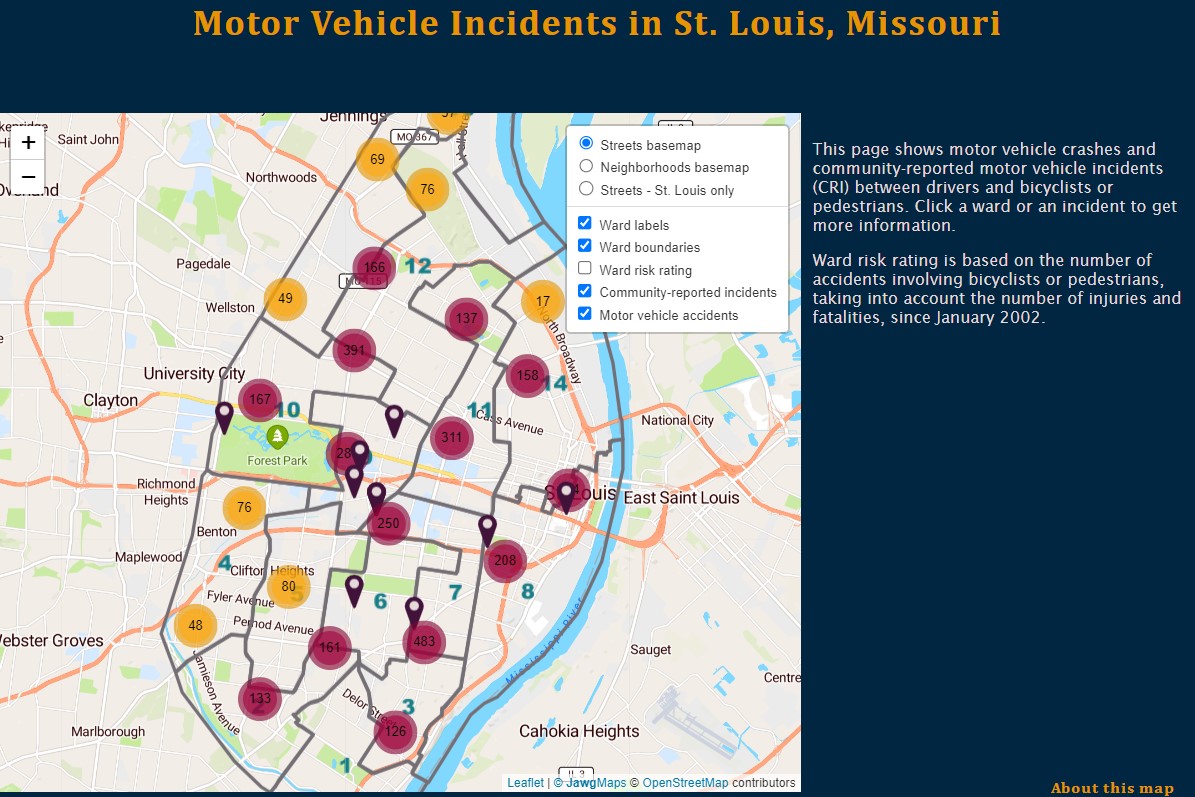 Motor Vehicle Incidents in St. Louis, Missouri
+
−
Streets basemap
Neighborhoods basemap
Streets - St. Louis only
Ward labels
Ward boundaries
Ward risk rating
Community-reported incidents
Motor vehicle accidents
This page shows motor vehicle crashes and
community-reported motor vehicle incidents
(CRI) between drivers and bicyclists or
pedestrians. Click a ward or an incident to get
more information.
Ward risk rating is based on the number of
accidents involving bicyclists or pedestrians,
taking into account the number of injuries and
fatalities, since January 2002.
Jennings
MO 367
Saint John
69
Northwoods
76
Pagedale
166
12
49
Wellston
17
137
North Broadway
391
University City
158
14
Clayton
167
10
11
Cass Avenue
National City
311
Forest Park
Richmond
Heights
St. Louis
East Saint Louis
76
250
Benton
Maplewood
208
4
Clifton Heights
80
5
6
7
8
Fyler Avenue
48
Pernod Avenue
Webster Groves
161
483
Sauget
Mississippi River
Jamieson Avenue
Centre
133
2
3
126
Marlborough
Cahokia Heights
1
IL 3
Leaflet | © JawgMaps © OpenStreetMap contributors
About this map